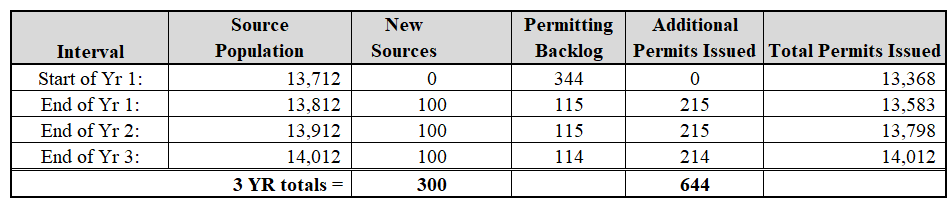 Source New Permitting Additional
Interval Population Sources Backlog Permits Issued Total Permits Issued
Start of Yr 1: 13,712 0 344 0 13,368
End of Yr 1: 13,812 100 115 215 13,583
End of Yr 2: 13,912 100 115 215 13,798
End of Yr 3: 14,012 100 114 214 14,012
3 YR totals = 300 644